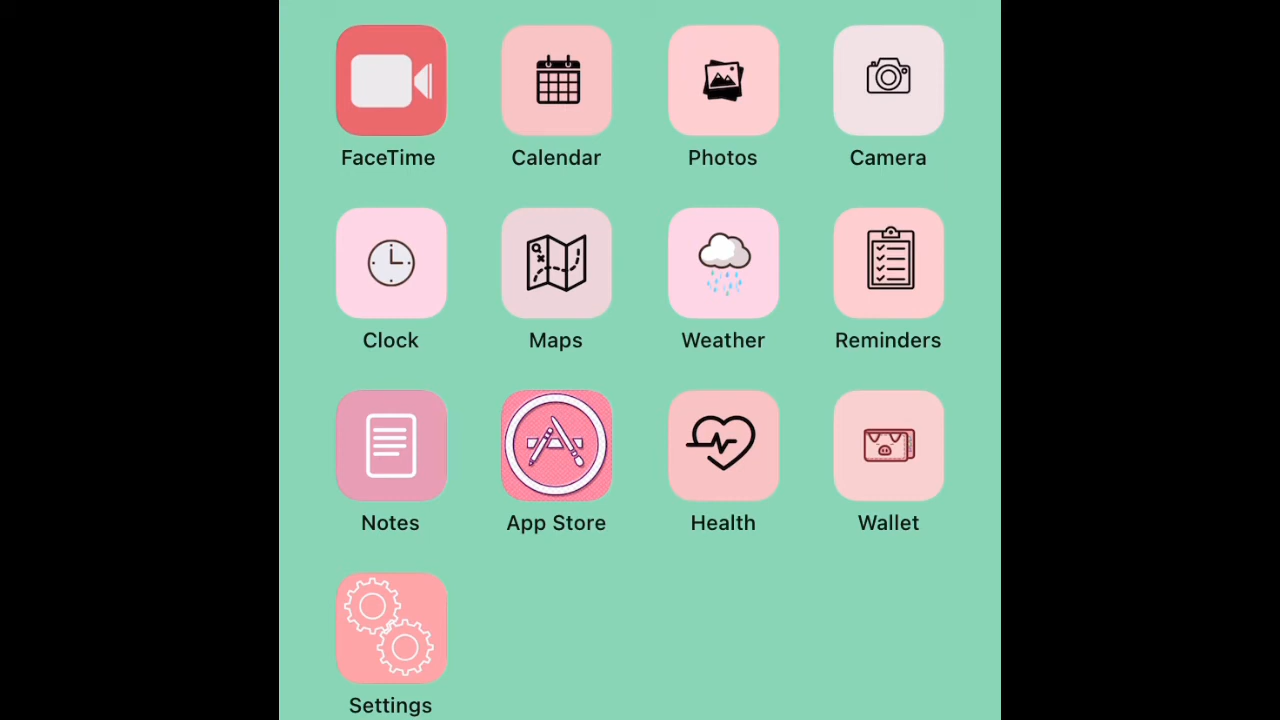 FaceTime Calendar Photos Camera
Clock Maps Weather Reminders
Notes App Store Health Wallet
Settings